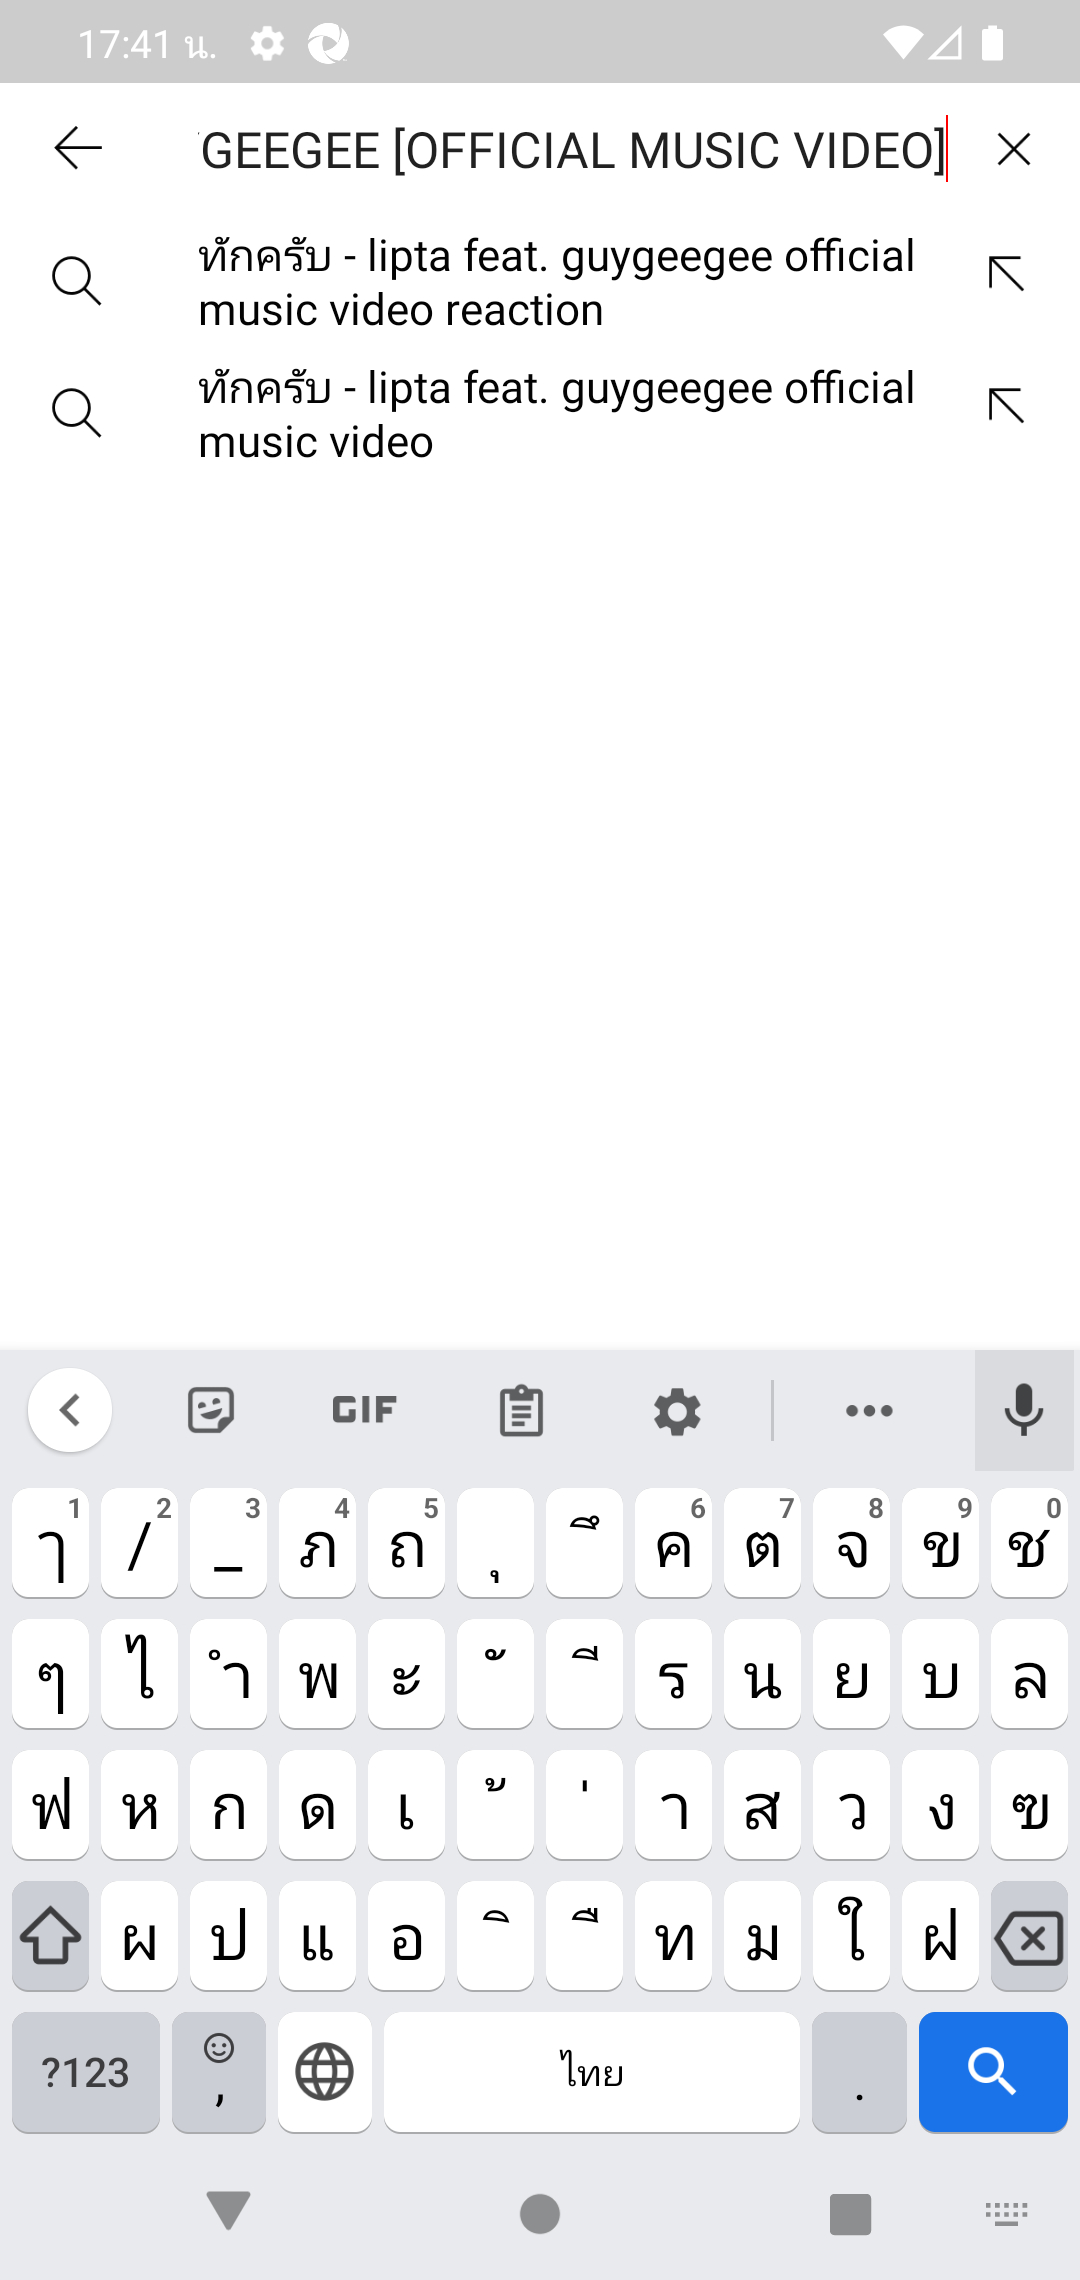 17:41 น.
GEEGEE [OFFICIAL MUSIC VIDEO]
ทักครับ - lipta feat. guygeegee official
music video reaction
ทักครับ - lipta feat. guygeegee official
music video
GIF
ๅ 1 / 2 _ 3 ภ 4 ถ 5 ุ ึ ค 6 ต 7 จ 8 ข 9 ช 0
ๆ ไ ำ พ ะ ั ี ร น ย บ ล
ฟ ห ก ด เ ้ ่ า ส ว ง ฃ
ผ ป แ อ ิ ื ท ม ใ ฝ
?123 , ไทย .